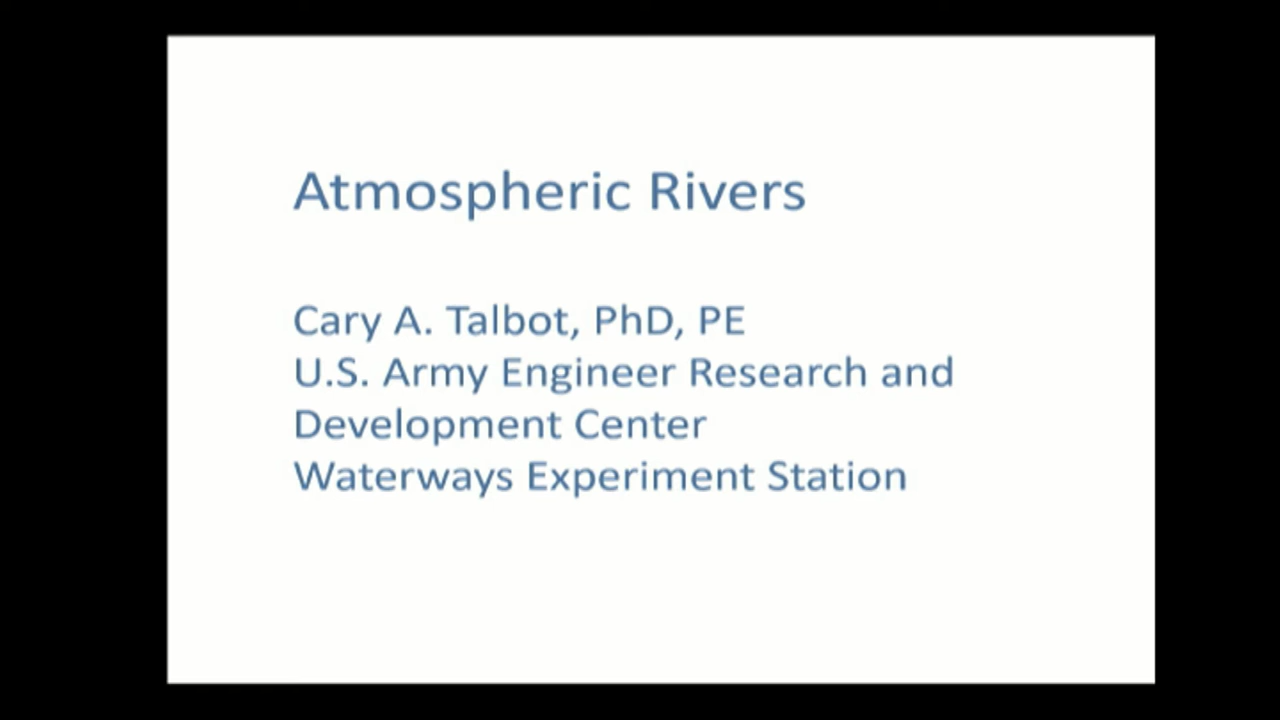 Atmospheric Rivers
Cary A. Talbot, PhD, PE
U.S. Army Engineer Research and
Development Center
Waterways Experiment Station